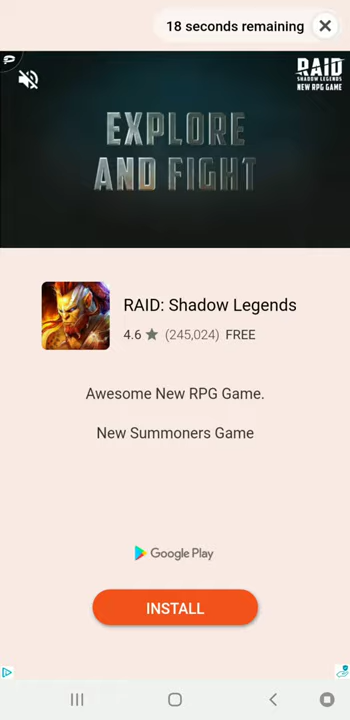 18 seconds remaining
RAID
SHADOW LEGENDS
NEW RPG GAME
EXPLORE
AND FIGHT
RAID: Shadow Legends
4.6 ★ (245,024) FREE
Awesome New RPG Game.
New Summoners Game
Google Play
INSTALL